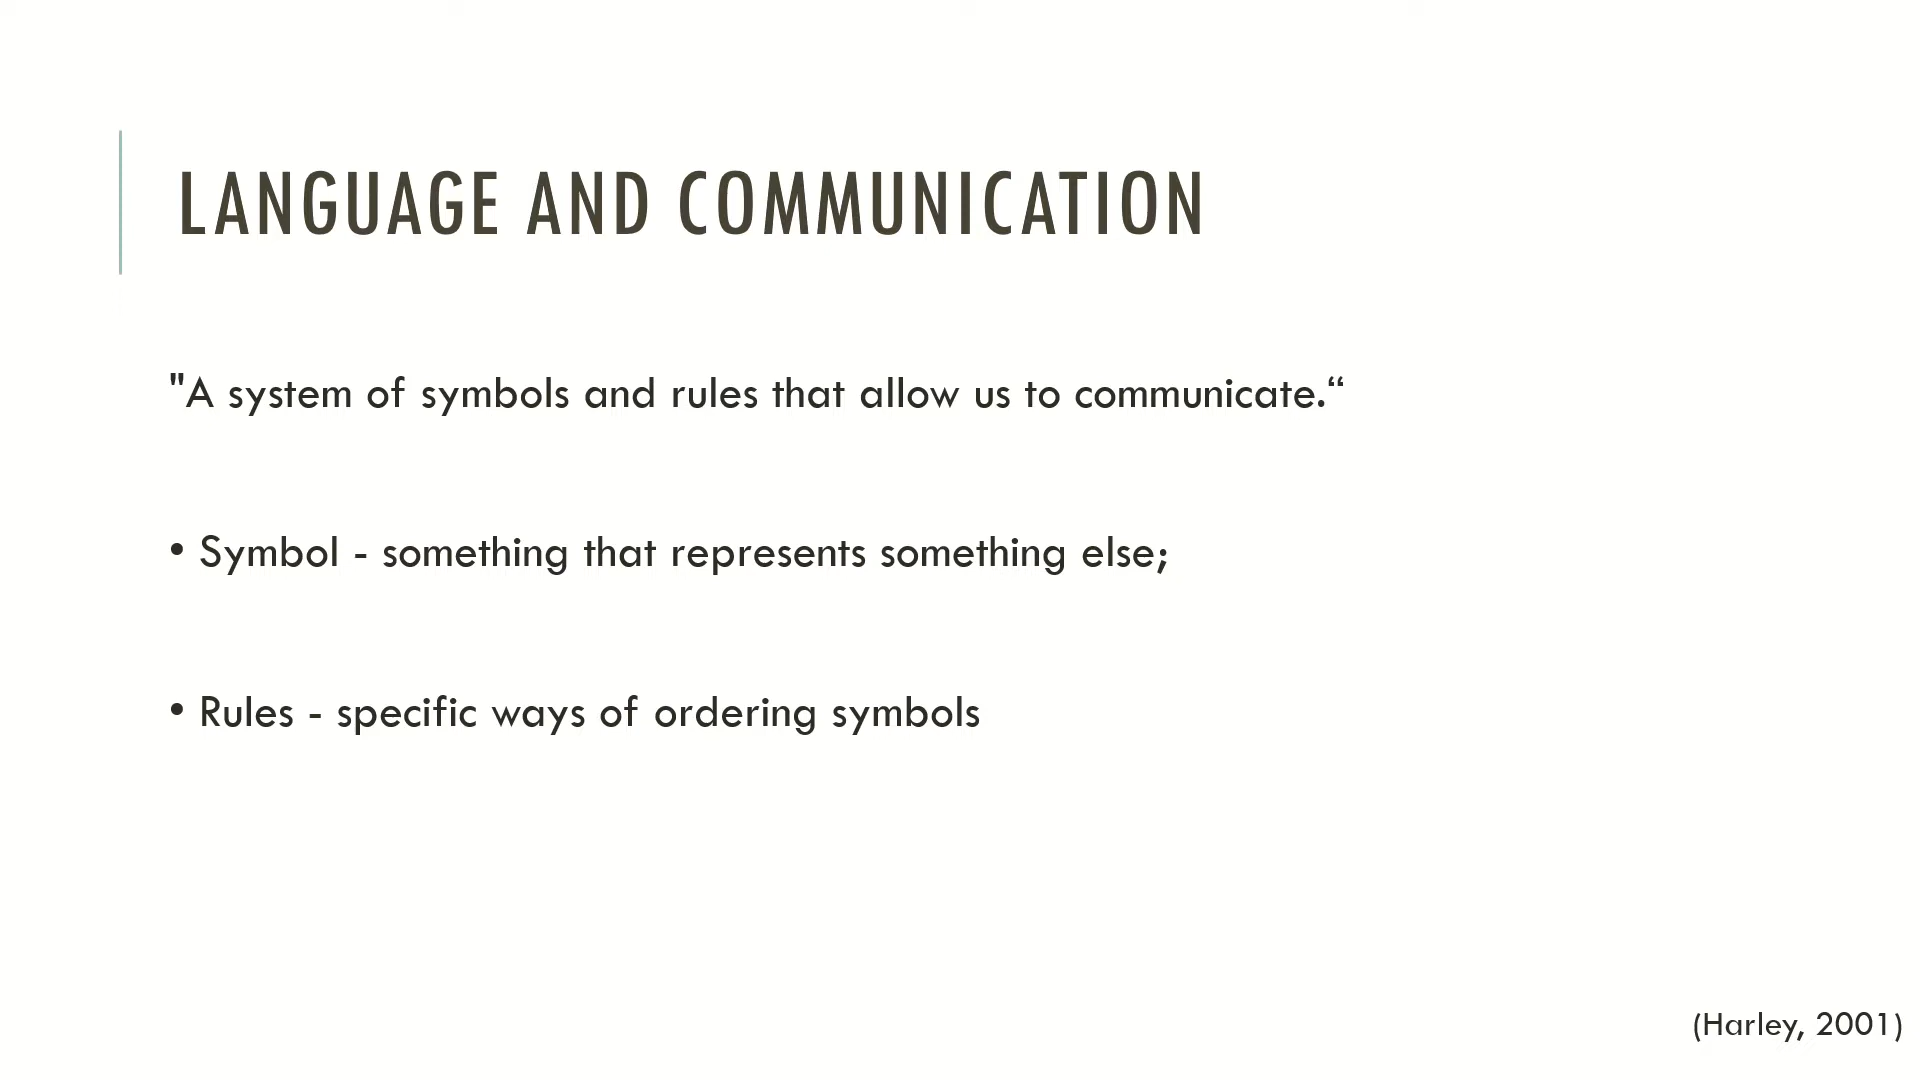 LANGUAGE AND COMMUNICATION
"A system of symbols and rules that allow us to communicate.“
• Symbol - something that represents something else;
• Rules - specific ways of ordering symbols
(Harley, 2001)